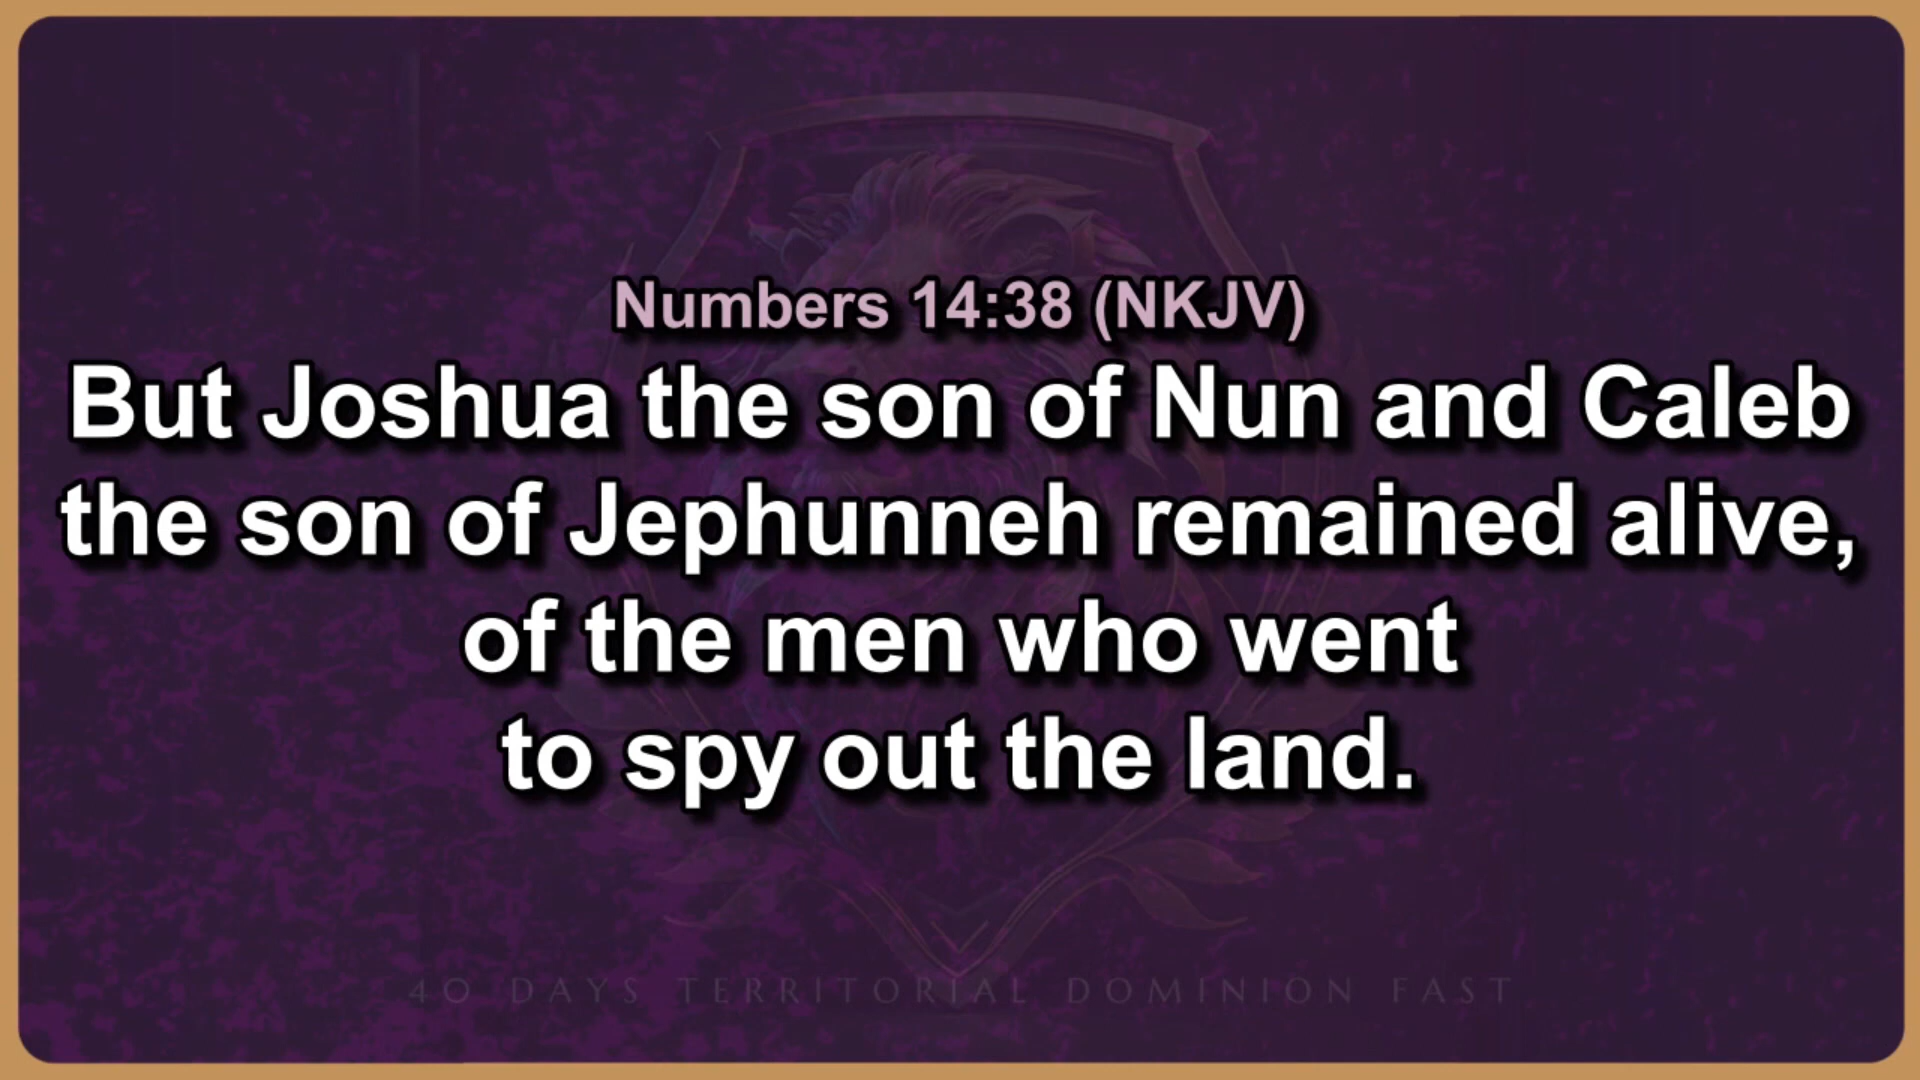 Numbers 14:38 (NKJV)
But Joshua the son of Nun and Caleb
the son of Jephunneh remained alive,
of the men who went
to spy out the land.
40 DAYS TERRITORIAL DOMINION FAST